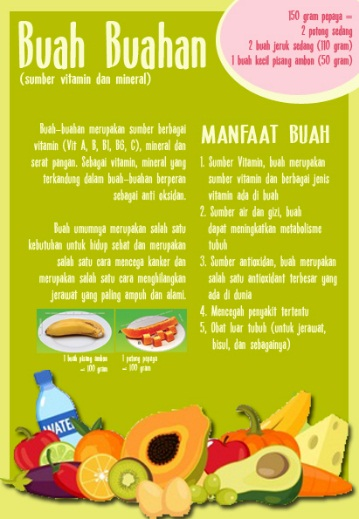 150 gram pepaya =
2 potong sedang
2 buah jeruk sedang (110 gram)
1 buah kecil pisang ambon (50 gram)
Buah Buahan
(sumber vitamin dan mineral)
Buah-buahan merupakan sumber berbagai
vitamin (Vit A, B, B1, B6, C), mineral dan
serat pangan. Sebagai vitamin, mineral yang
terkandung dalam buah-buahan berperan
sebagai anti oksidan.
Buah umumnya merupakan salah satu
kebutuhan untuk hidup sehat dan merupakan
salah satu cara mencega kanker dan
merupakan salah satu cara menghilangkan
jerawat yang paling ampuh dan alami.
1 buah pisang ambon
= 100 gram
1 potong pepaya
= 100 gram
MANFAAT BUAH
1. Sumber Vitamin, buah merupakan
sumber vitamin dan berbagai jenis
vitamin ada di buah
2. Sumber air dan gizi, buah
dapat meningkatkan metabolisme
tubuh
3. Sumber antioxidan, buah merupakan
salah satu antioxidant terbesar yang
ada di dunia
4. Mencegah penyakit tertentu
5. Obat luar tubuh (untuk jerawat,
bisul, dan sebagainya)
WATE